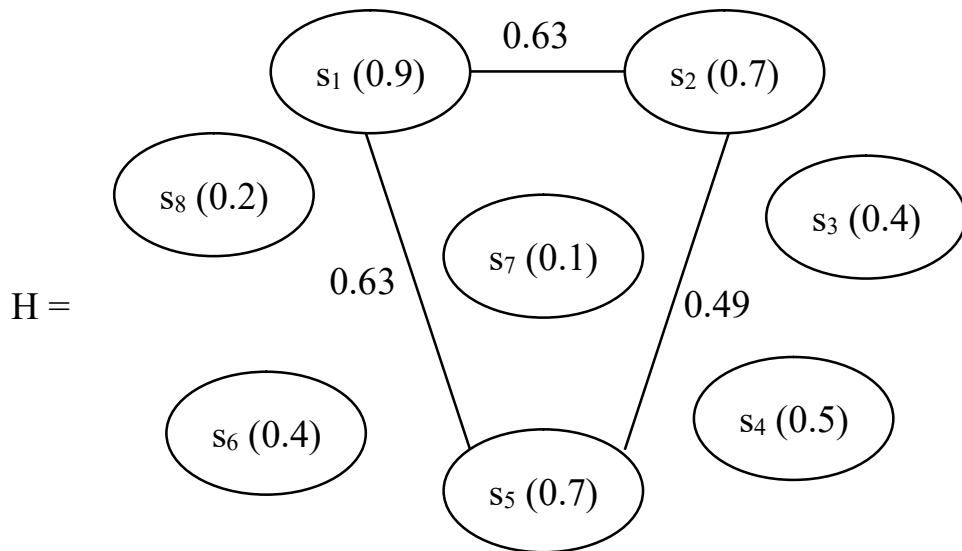 0.63
s₁ (0.9)
s₂ (0.7)
s₈ (0.2)
s₃ (0.4)
s₇ (0.1)
0.63
0.49
H =
s₆ (0.4)
s₄ (0.5)
s₅ (0.7)